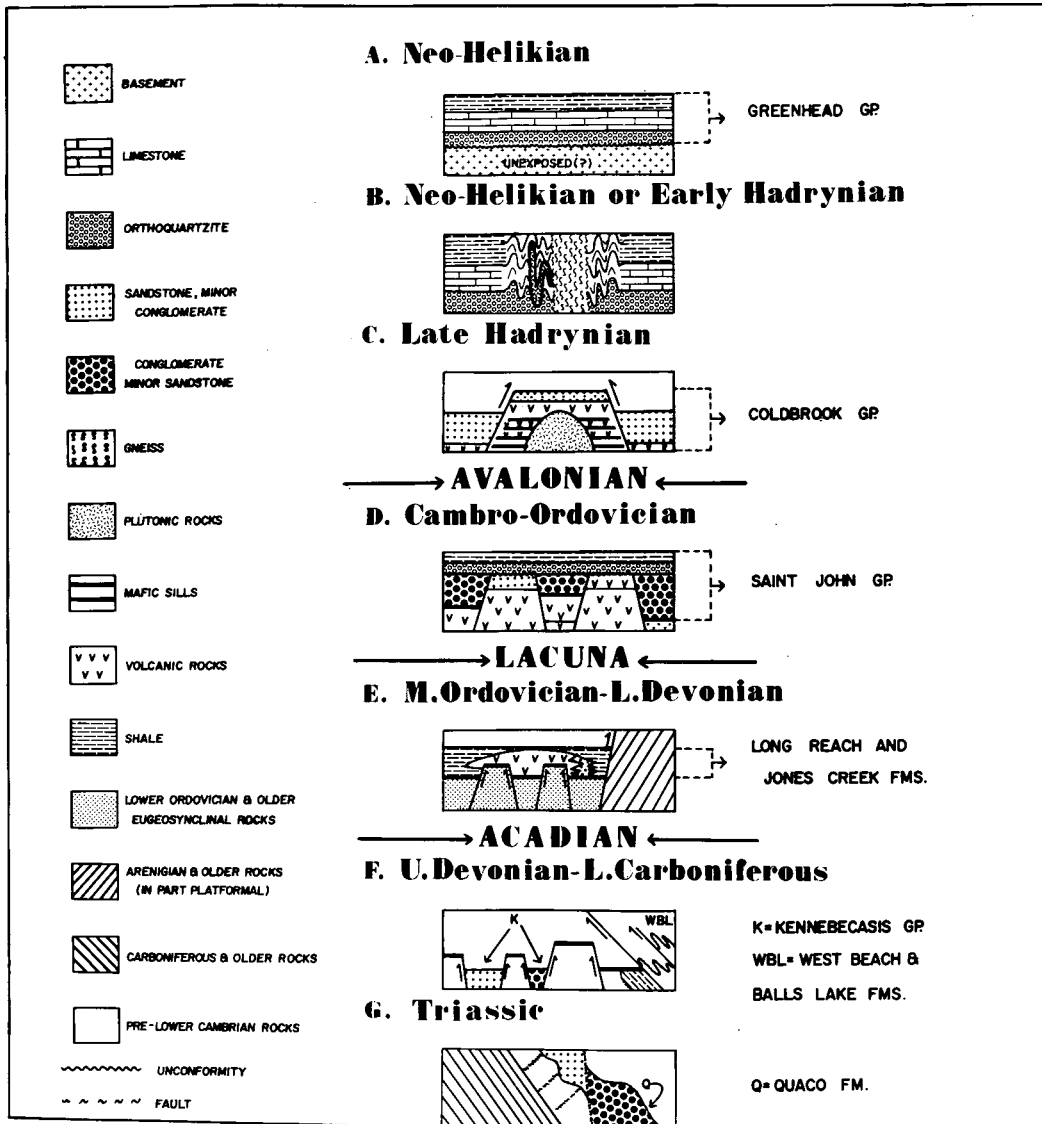 BASEMENT
LIMESTONE
ORTHOQUARTZITE
SANDSTONE, MINOR
CONGLOMERATE
CONGLOMERATE
MINOR SANDSTONE
GNEISS
PLUTONIC ROCKS
MAFIC SILLS
VOLCANIC ROCKS
SHALE
LOWER ORDOVICIAN & OLDER
EUGEOSYNCLINAL ROCKS
ARENIGIAN & OLDER ROCKS
(IN PART PLATFORMAL)
CARBONIFEROUS & OLDER ROCKS
PRE-LOWER CAMBRIAN ROCKS
UNCONFORMITY
FAULT
A. Neo-Helikian
GREENHEAD GP.
UNEXPOSED(?)
B. Neo-Helikian or Early Hadrynian
C. Late Hadrynian
COLDBROOK GP.
AVALONIAN
D. Cambro-Ordovician
SAINT JOHN GP.
LACUNA
E. M.Ordovician-L.Devonian
LONG REACH AND
JONES CREEK FMS.
ACADIAN
F. U.Devonian-L.Carboniferous
K
WBL
K=KENNEBECASIS GP.
WBL= WEST BEACH &
BALLS LAKE FMS.
G. Triassic
Q
Q=QUACO FM.